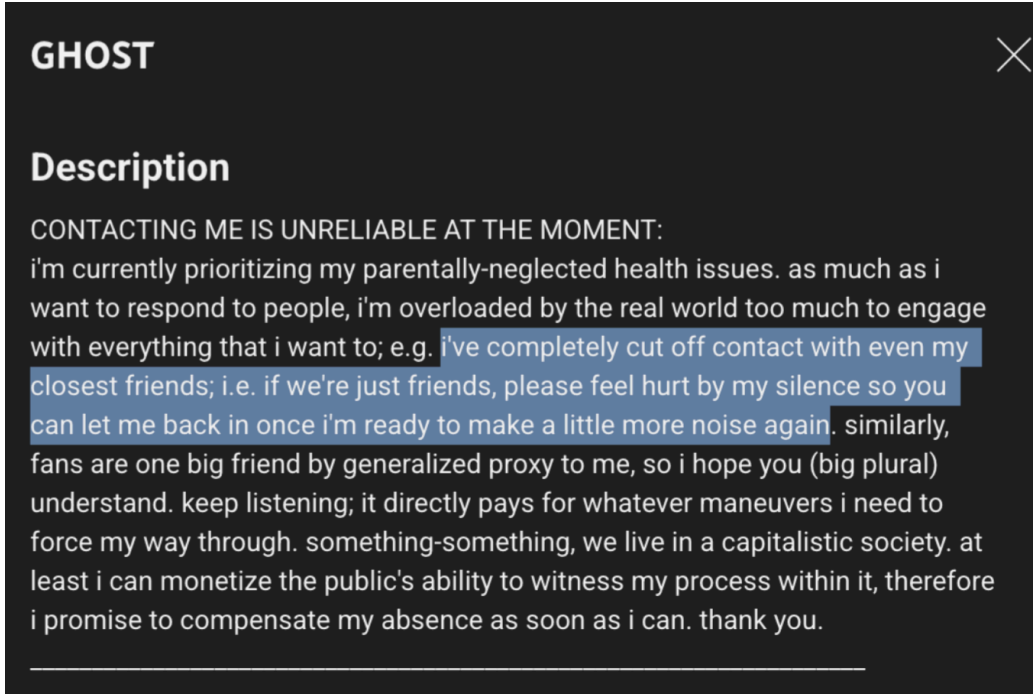 GHOST
Description
CONTACTING ME IS UNRELIABLE AT THE MOMENT:
i'm currently prioritizing my parentally-neglected health issues. as much as i
want to respond to people, i'm overloaded by the real world too much to engage
with everything that i want to; e.g. i've completely cut off contact with even my
closest friends; i.e. if we're just friends, please feel hurt by my silence so you
can let me back in once i'm ready to make a little more noise again. similarly,
fans are one big friend by generalized proxy to me, so i hope you (big plural)
understand. keep listening; it directly pays for whatever maneuvers i need to
force my way through. something-something, we live in a capitalistic society. at
least i can monetize the public's ability to witness my process within it, therefore
i promise to compensate my absence as soon as i can. thank you.